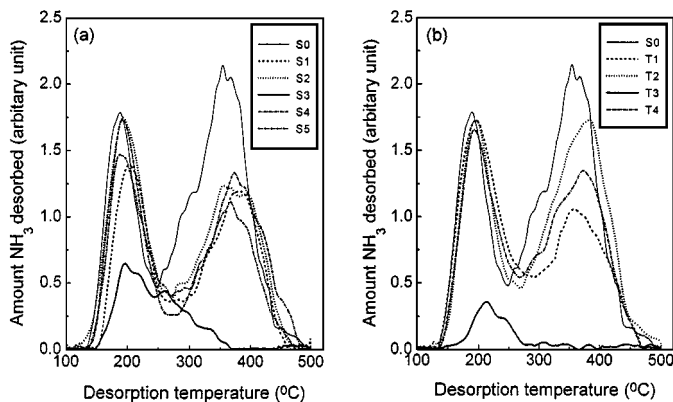 (a)
S0
S1
S2
S3
S4
S5
Amount NH3 desorbed (arbitary unit)
2.5
2.0
1.5
1.0
0.5
0.0
100 200 300 400 500
Desorption temperature (⁰C)
(b)
S0
T1
T2
T3
T4
Amount NH3 desorbed (arbitary unit)
2.5
2.0
1.5
1.0
0.5
0.0
100 200 300 400 500
Desorption temperature (⁰C)